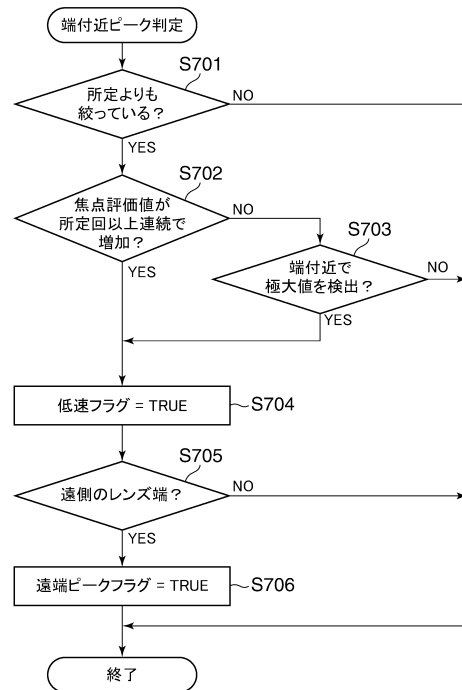 端付近ピーク判定
S701
所定よりも
絞っている？
NO
YES
S702
焦点評価値が
所定回以上連続で
増加？
NO
YES
S703
端付近で
極大値を検出？
NO
YES
低速フラグ = TRUE
S704
S705
遠側のレンズ端？
NO
YES
遠端ピークフラグ = TRUE
S706
終了